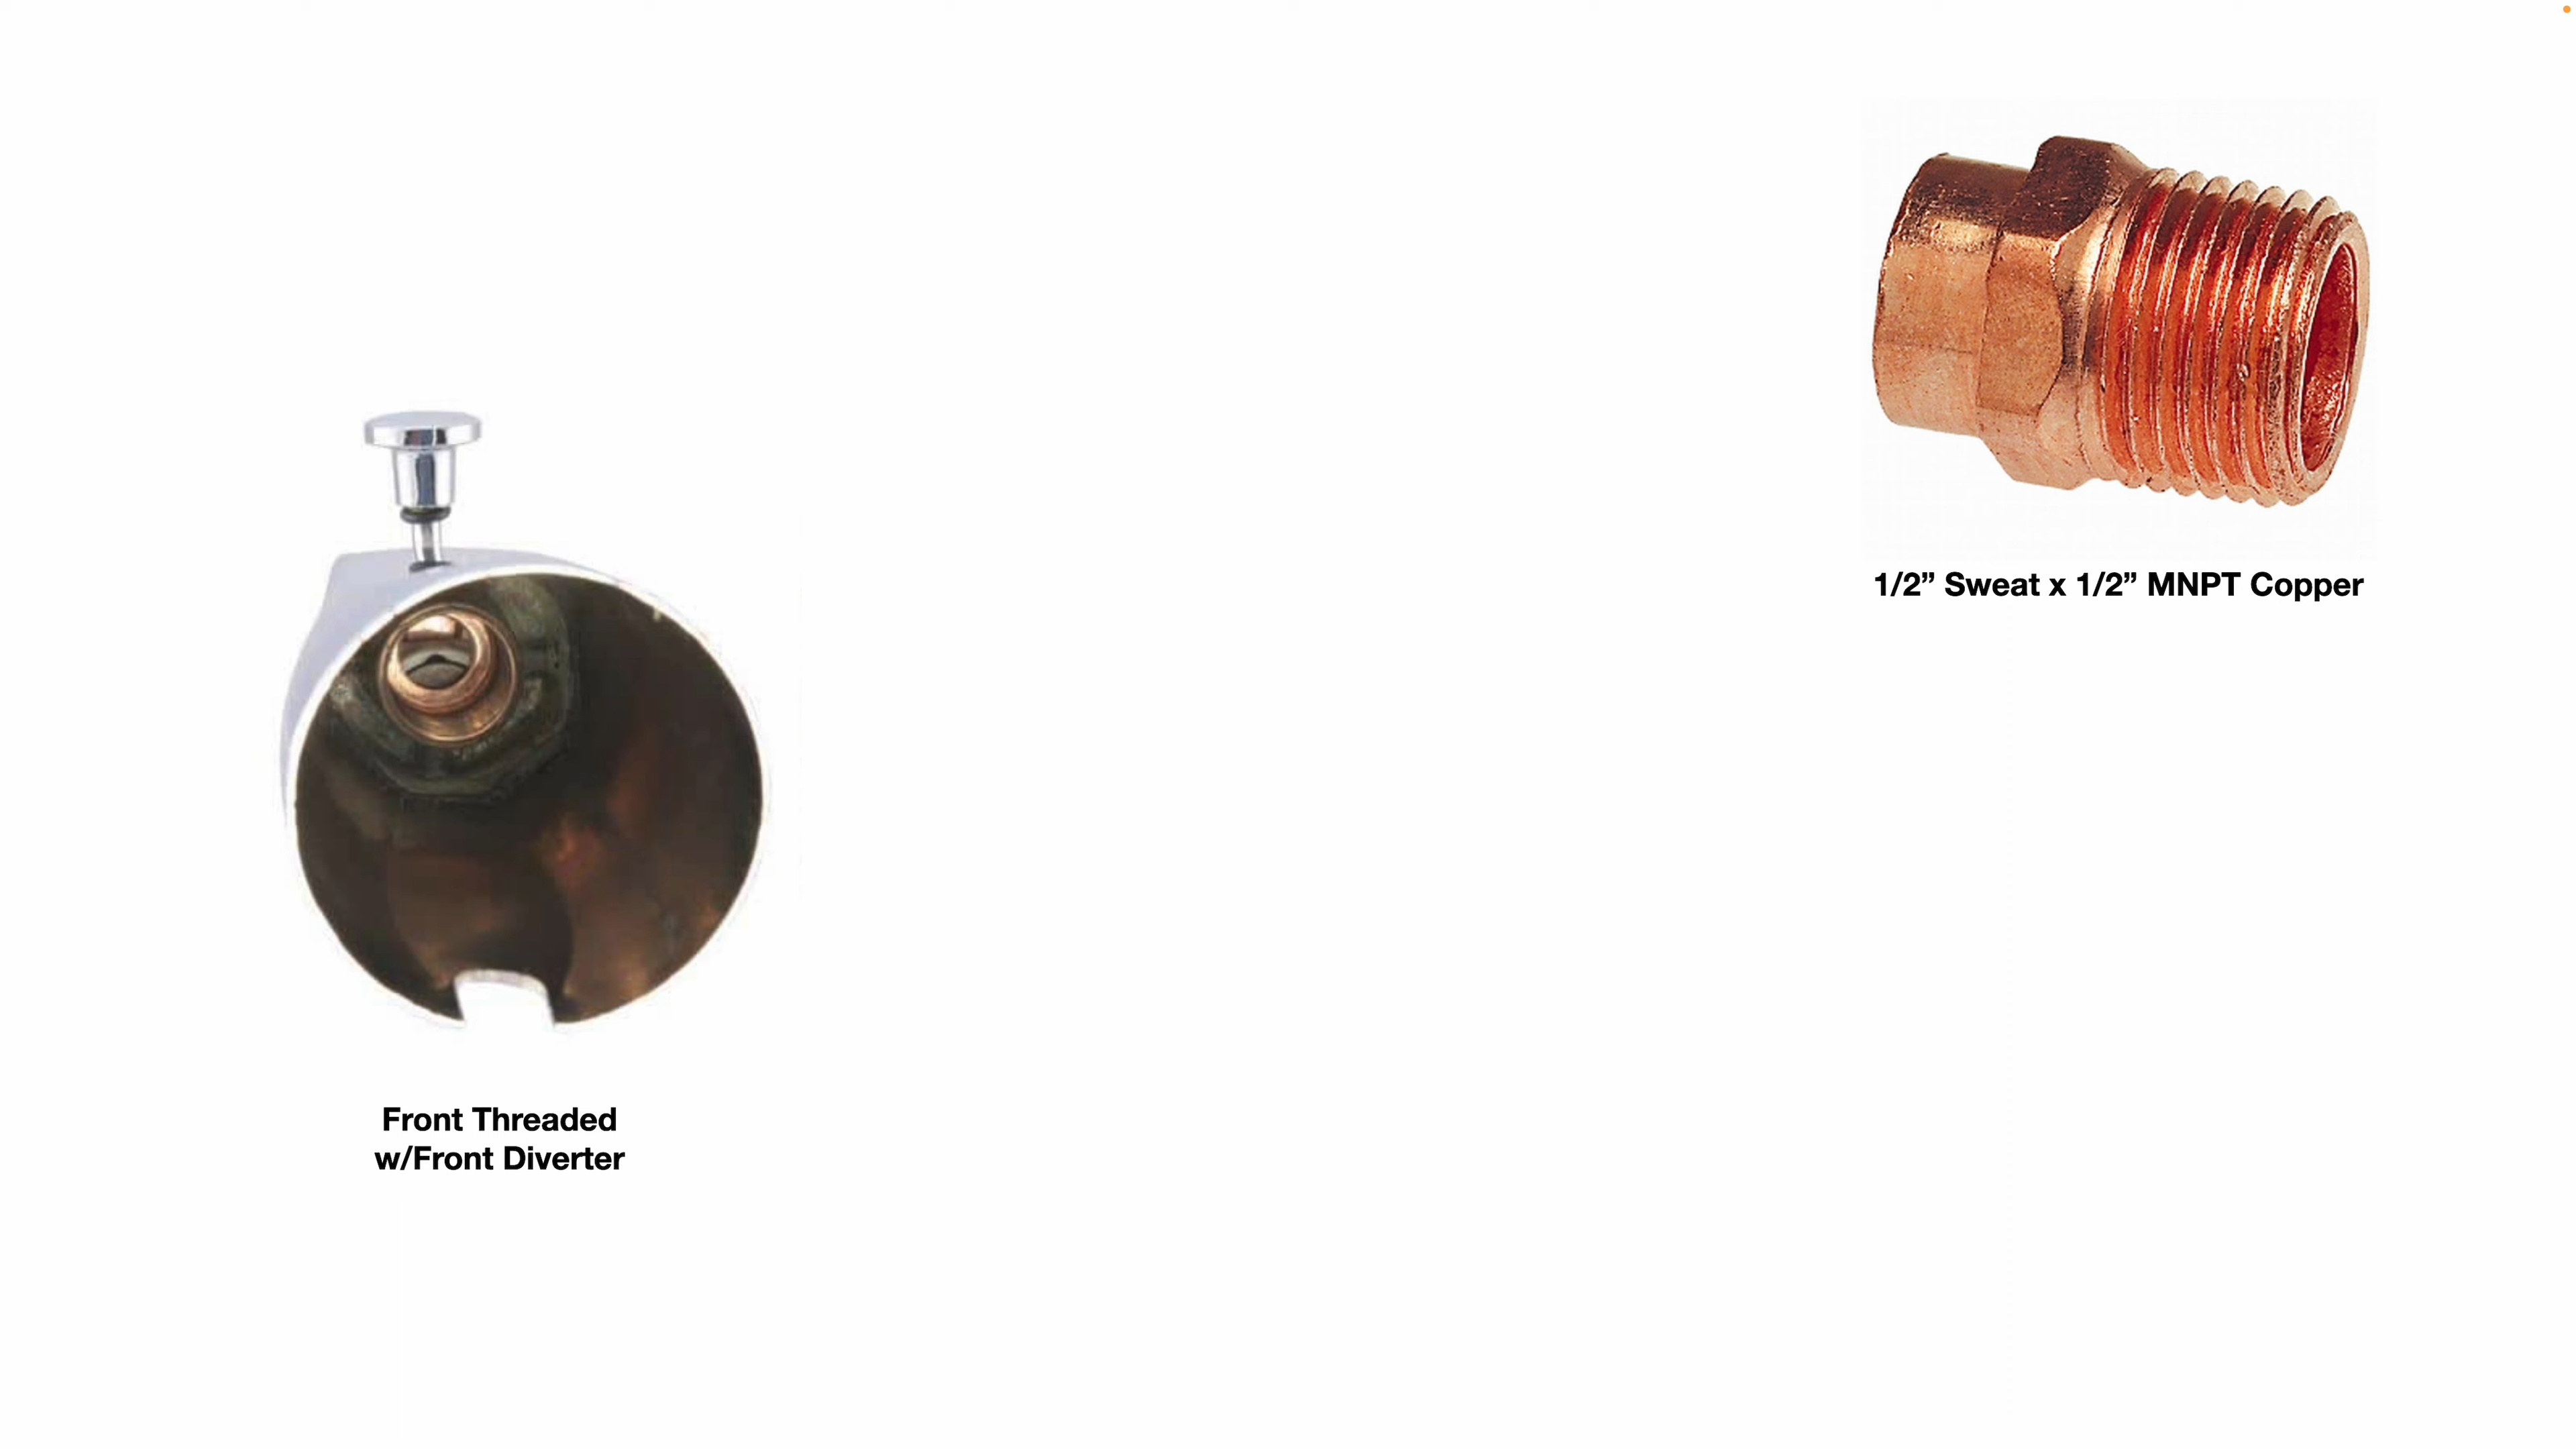 1/2” Sweat x 1/2” MNPT Copper
Front Threaded
w/Front Diverter